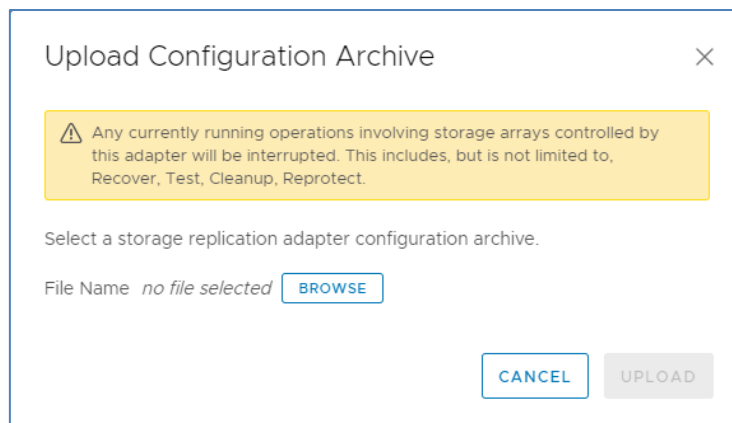 Upload Configuration Archive
Any currently running operations involving storage arrays controlled by
this adapter will be interrupted. This includes, but is not limited to,
Recover, Test, Cleanup, Reprotect.
Select a storage replication adapter configuration archive.
File Name no file selected BROWSE
CANCEL UPLOAD